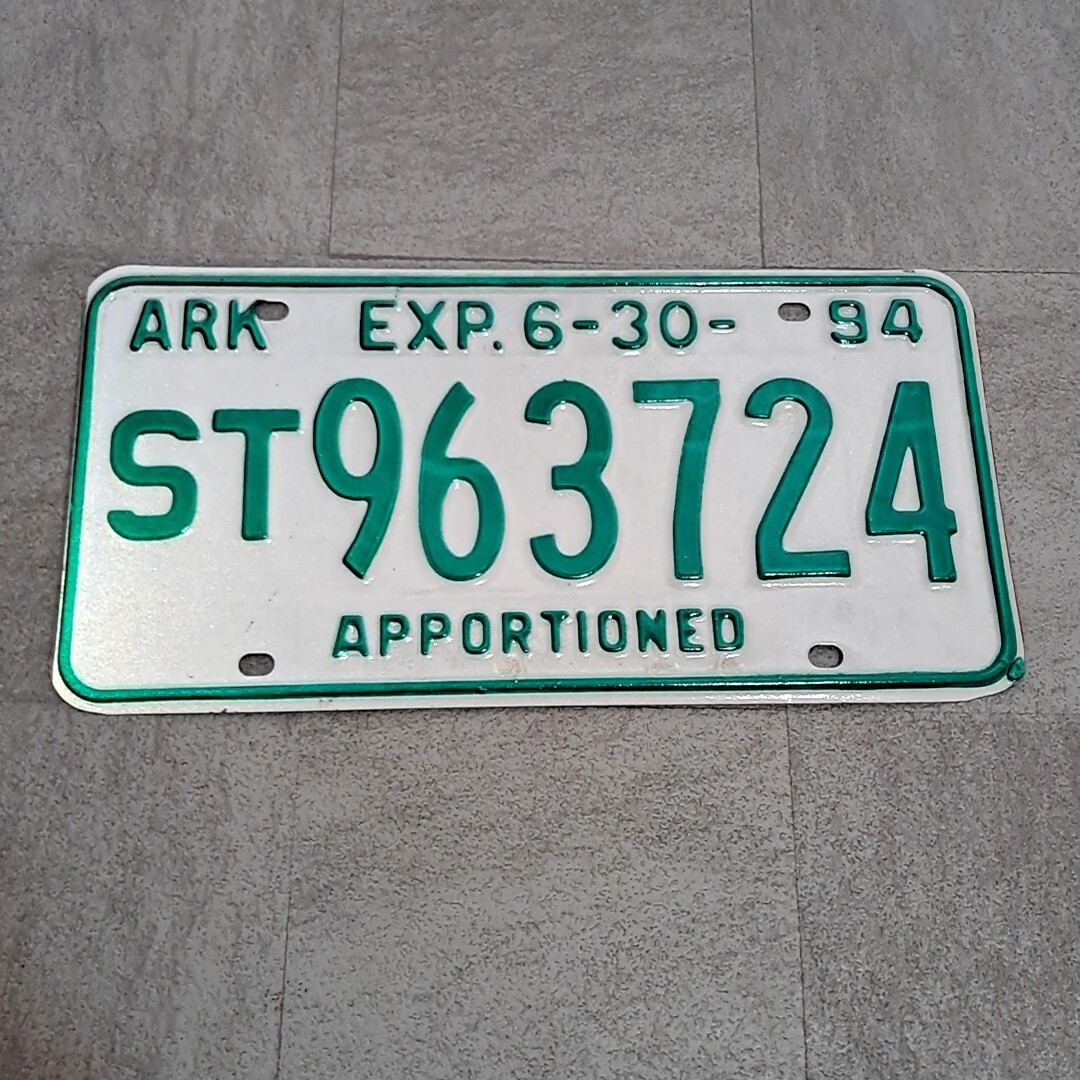 ARK EXP. 6-30- 94
ST963724
APPORTIONED